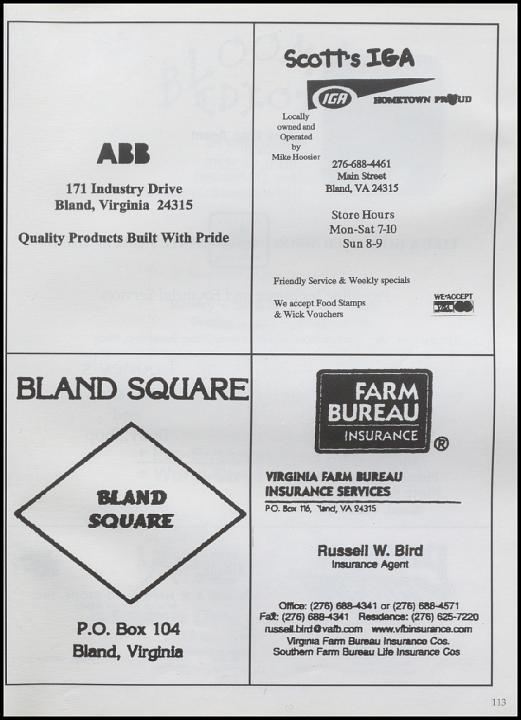 ABB
171 Industry Drive
Bland, Virginia 24315
Quality Products Built With Pride
Scott's IGA
IGA HOMETOWN PROUD
Locally
owned and
Operated
by
Mike Hoosier
276-688-4461
Main Street
Bland, VA 24315
Store Hours
Mon-Sat 7-10
Sun 8-9
Friendly Service & Weekly specials
We accept Food Stamps
& Wick Vouchers
WE ACCEPT
VISA
BLAND SQUARE
BLAND
SQUARE
P.O. Box 104
Bland, Virginia
FARM
BUREAU
INSURANCE
®
VIRGINIA FARM BUREAU
INSURANCE SERVICES
P.O. Box 116, land, VA 24315
Russell W. Bird
Insurance Agent
Office: (276) 688-4341 or (276) 688-4571
Fax: (276) 688-4341 Residence: (276) 625-7220
russell.bird@vafb.com www.vfbinsurance.com
Virginia Farm Bureau Insurance Cos.
Southern Farm Bureau Life Insurance Cos
113